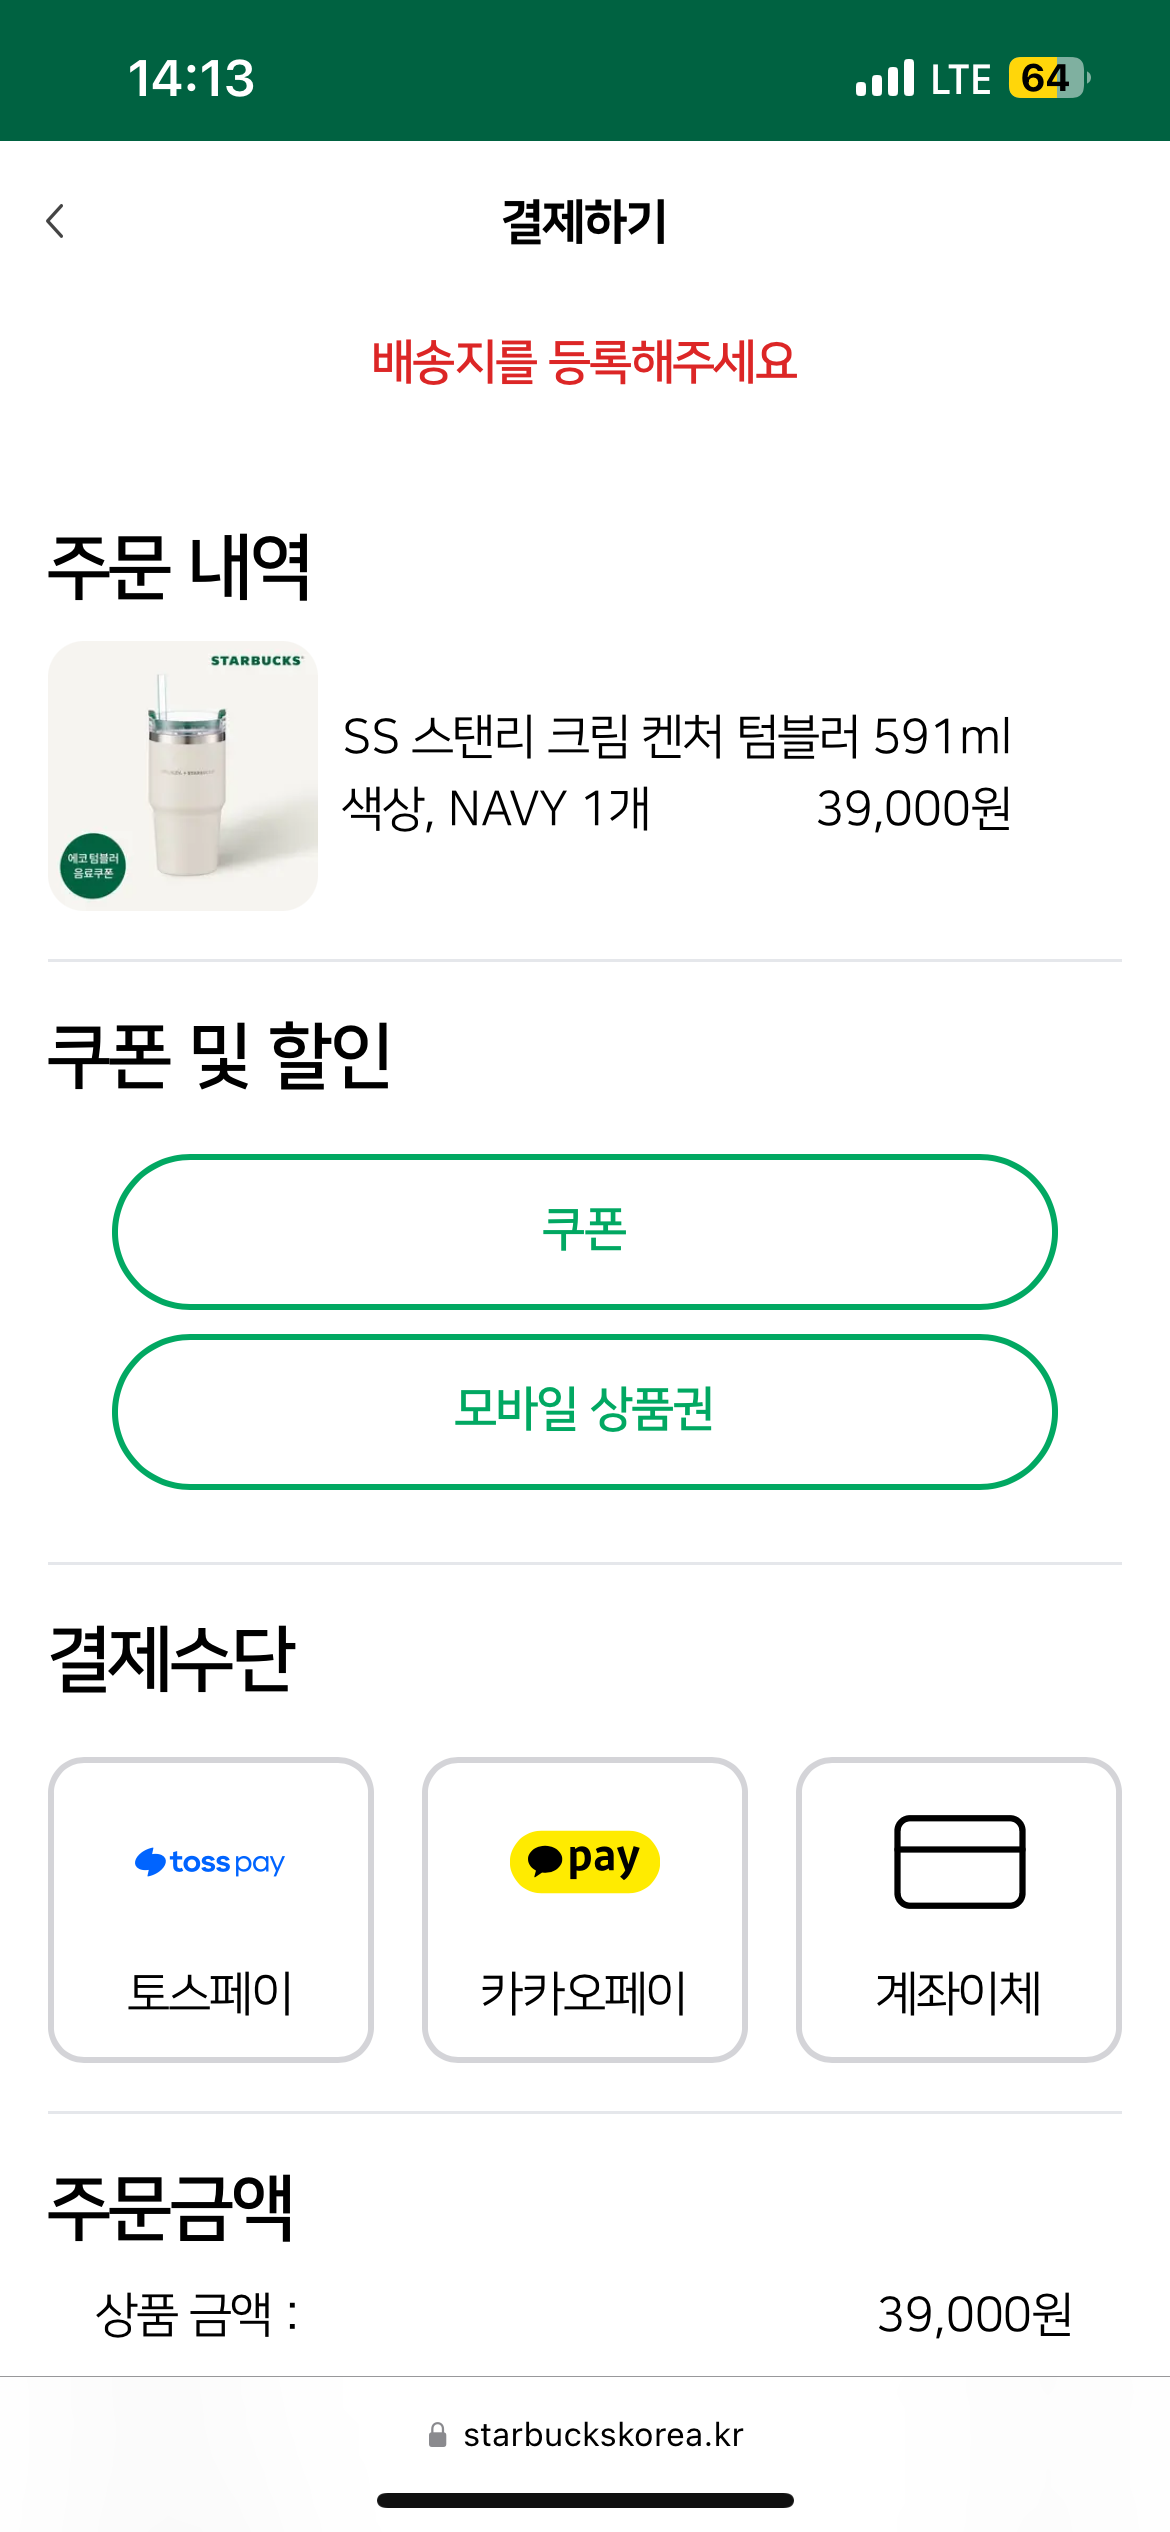 14:13
LTE 64
결제하기
배송지를 등록해주세요
주문 내역
STARBUCKS
에코 텀블러
음료쿠폰
SS 스탠리 크림 켄처 텀블러 591ml
색상, NAVY 1개 39,000원
쿠폰 및 할인
쿠폰
모바일 상품권
결제수단
toss pay
pay
토스페이
카카오페이
계좌이체
주문금액
상품 금액 : 39,000원
starbuckskorea.kr